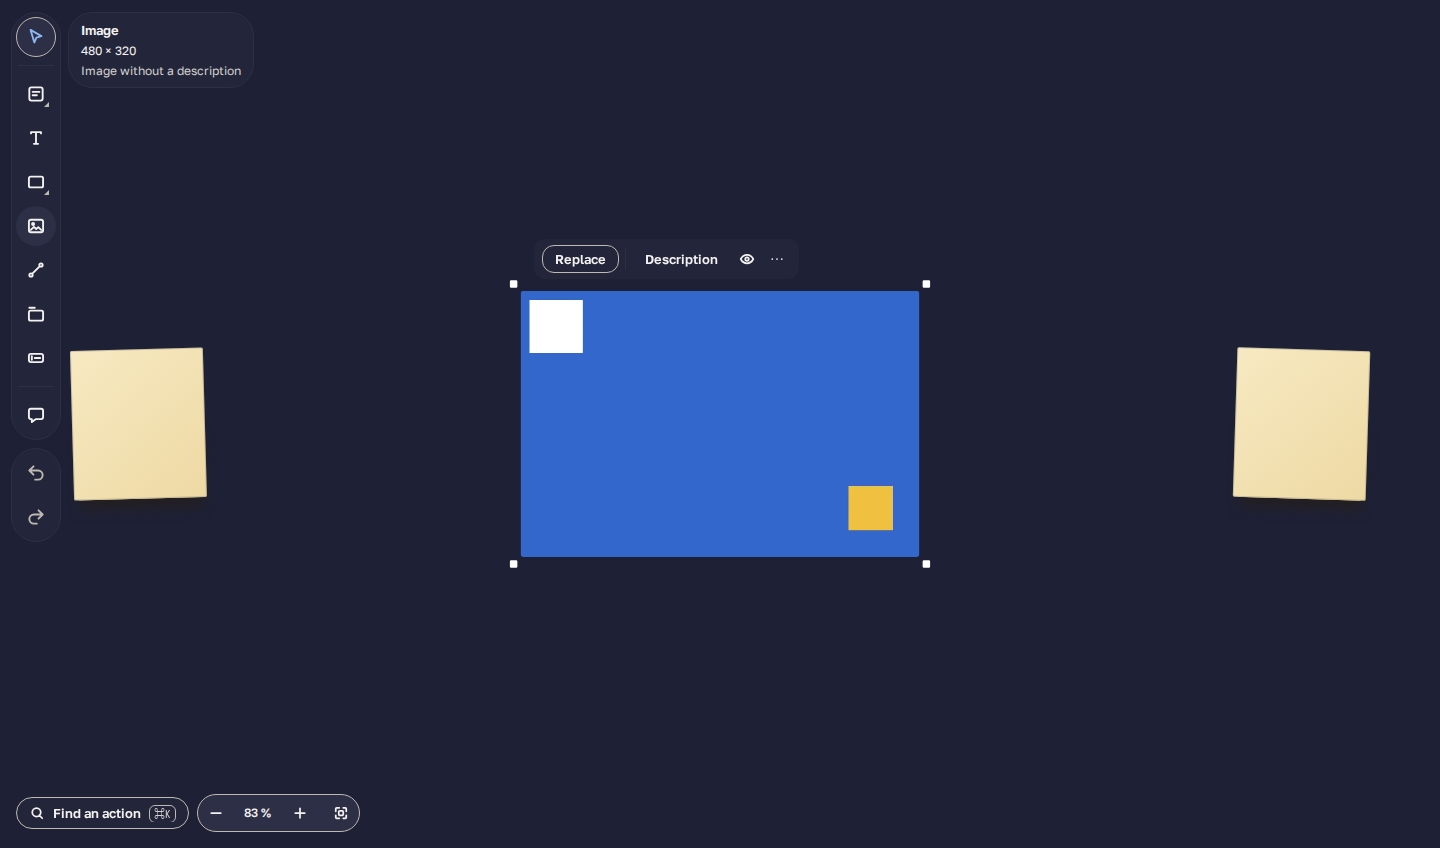 Image
480 × 320
Image without a description
Replace
Description
Find an action ⌘K
83 %